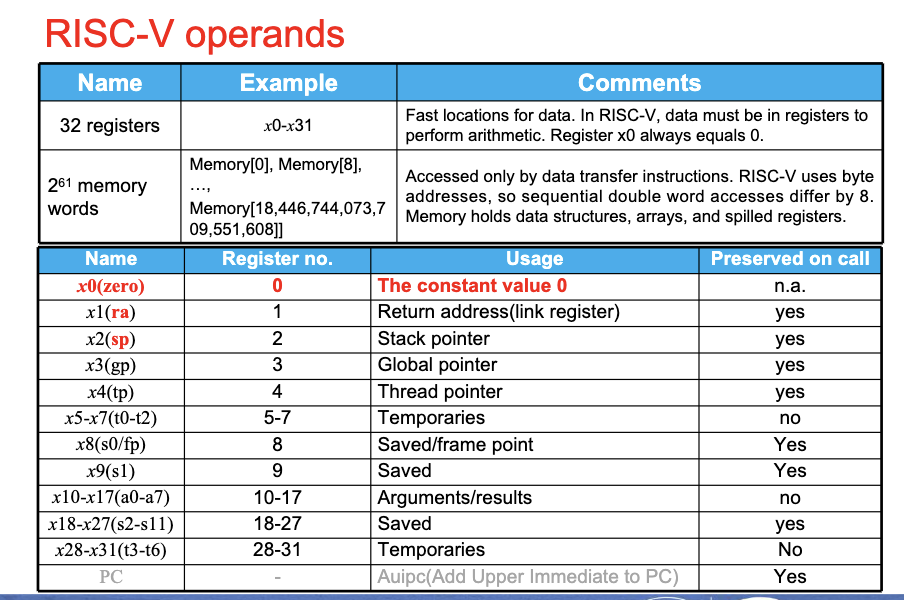 RISC-V operands
Name Example Comments
32 registers x0-x31 Fast locations for data. In RISC-V, data must be in registers to
perform arithmetic. Register x0 always equals 0.
2⁶¹ memory
words
Memory[0], Memory[8],
…,
Memory[18,446,744,073,7
09,551,608]]
Accessed only by data transfer instructions. RISC-V uses byte
addresses, so sequential double word accesses differ by 8.
Memory holds data structures, arrays, and spilled registers.
Name Register no. Usage Preserved on call
x0(zero) 0 The constant value 0 n.a.
x1(ra) 1 Return address(link register) yes
x2(sp) 2 Stack pointer yes
x3(gp) 3 Global pointer yes
x4(tp) 4 Thread pointer yes
x5-x7(t0-t2) 5-7 Temporaries no
x8(s0/fp) 8 Saved/frame point Yes
x9(s1) 9 Saved Yes
x10-x17(a0-a7) 10-17 Arguments/results no
x18-x27(s2-s11) 18-27 Saved yes
x28-x31(t3-t6) 28-31 Temporaries No
PC - Auipc(Add Upper Immediate to PC) Yes